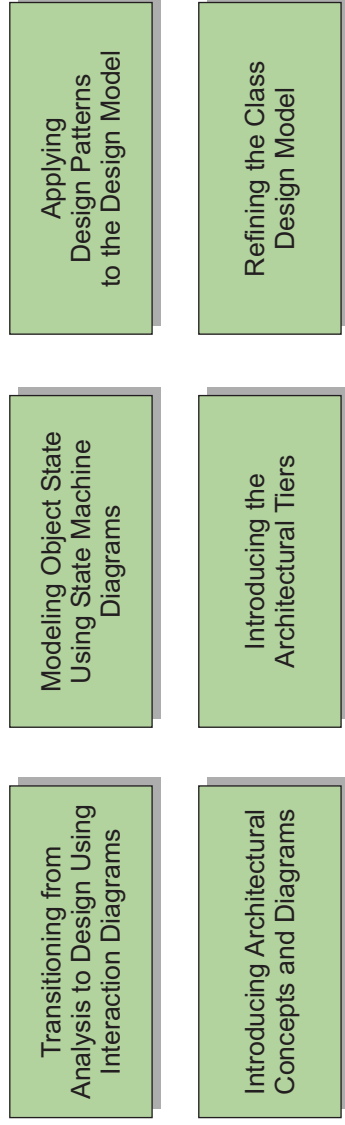 Transitioning from
Analysis to Design Using
Interaction Diagrams
Modeling Object State
Using State Machine
Diagrams
Applying
Design Patterns
to the Design Model
Introducing Architectural
Concepts and Diagrams
Introducing the
Architectural Tiers
Refining the Class
Design Model